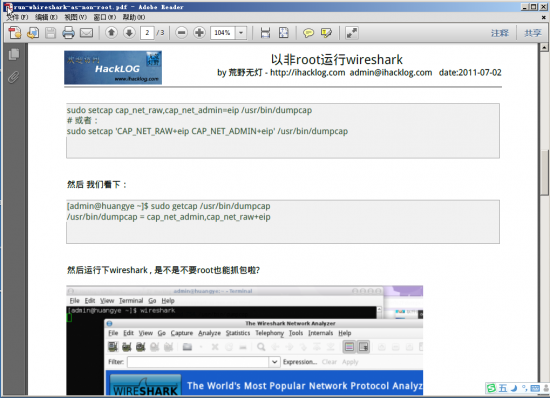 run-whireshark-as-non-root.pdf - Adobe Reader
文件(F) 编辑(E) 视图(V) 窗口(W) 帮助(H)
2 / 3 104% 注释 共享
HackLOG
www.ihacklog.com
以非root运行wireshark
by 荒野无灯 - http://ihacklog.com admin@ihacklog.com date:2011-07-02
sudo setcap cap_net_raw,cap_net_admin=eip /usr/bin/dumpcap
# 或者：
sudo setcap 'CAP_NET_RAW+eip CAP_NET_ADMIN+eip' /usr/bin/dumpcap
然后 我们看下：
[admin@huangye ~]$ sudo getcap /usr/bin/dumpcap
/usr/bin/dumpcap = cap_net_admin,cap_net_raw+eip
然后运行下wireshark , 是不是不要root也能抓包啦?
Terminal
File Edit View Terminal Go Help
[admin@huangye ~]$ wireshark
The Wireshark Network Analyzer
File Edit View Go Capture Analyze Statistics Telephony Tools Internals Help
Filter: Expression... Clear Apply
WIRESHARK
The World's Most Popular Network Protocol Analyz
五